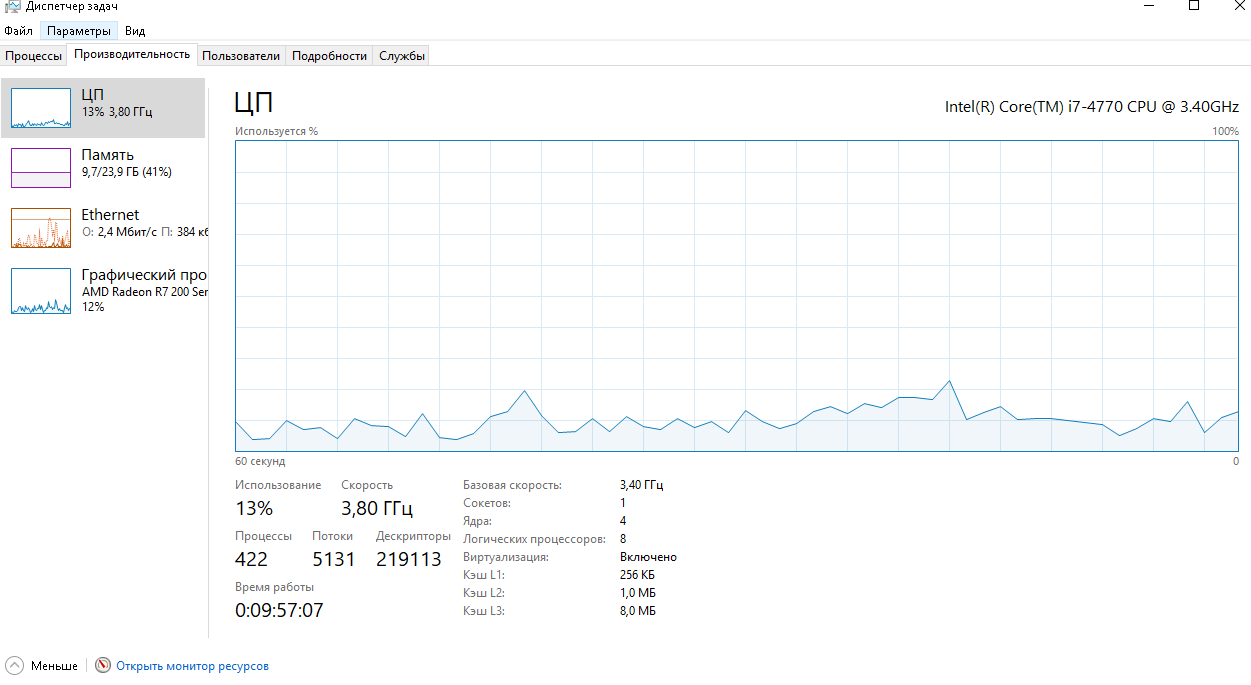 Диспетчер задач
Файл Параметры Вид
Процессы Производительность Пользователи Подробности Службы
ЦП
13% 3,80 ГГц
Память
9,7/23,9 ГБ (41%)
Ethernet
О: 2,4 Мбит/с П: 384 кб
Графический про
AMD Radeon R7 200 Ser
12%
ЦП
Intel(R) Core(TM) i7-4770 CPU @ 3.40GHz
Используется %
100%
60 секунд
0
Использование Скорость
13% 3,80 ГГц
Процессы Потоки Дескрипторы
422 5131 219113
Время работы
0:09:57:07
Базовая скорость: 3,40 ГГц
Сокетов: 1
Ядра: 4
Логических процессоров: 8
Виртуализация: Включено
Кэш L1: 256 КБ
Кэш L2: 1,0 МБ
Кэш L3: 8,0 МБ
Меньше
Открыть монитор ресурсов